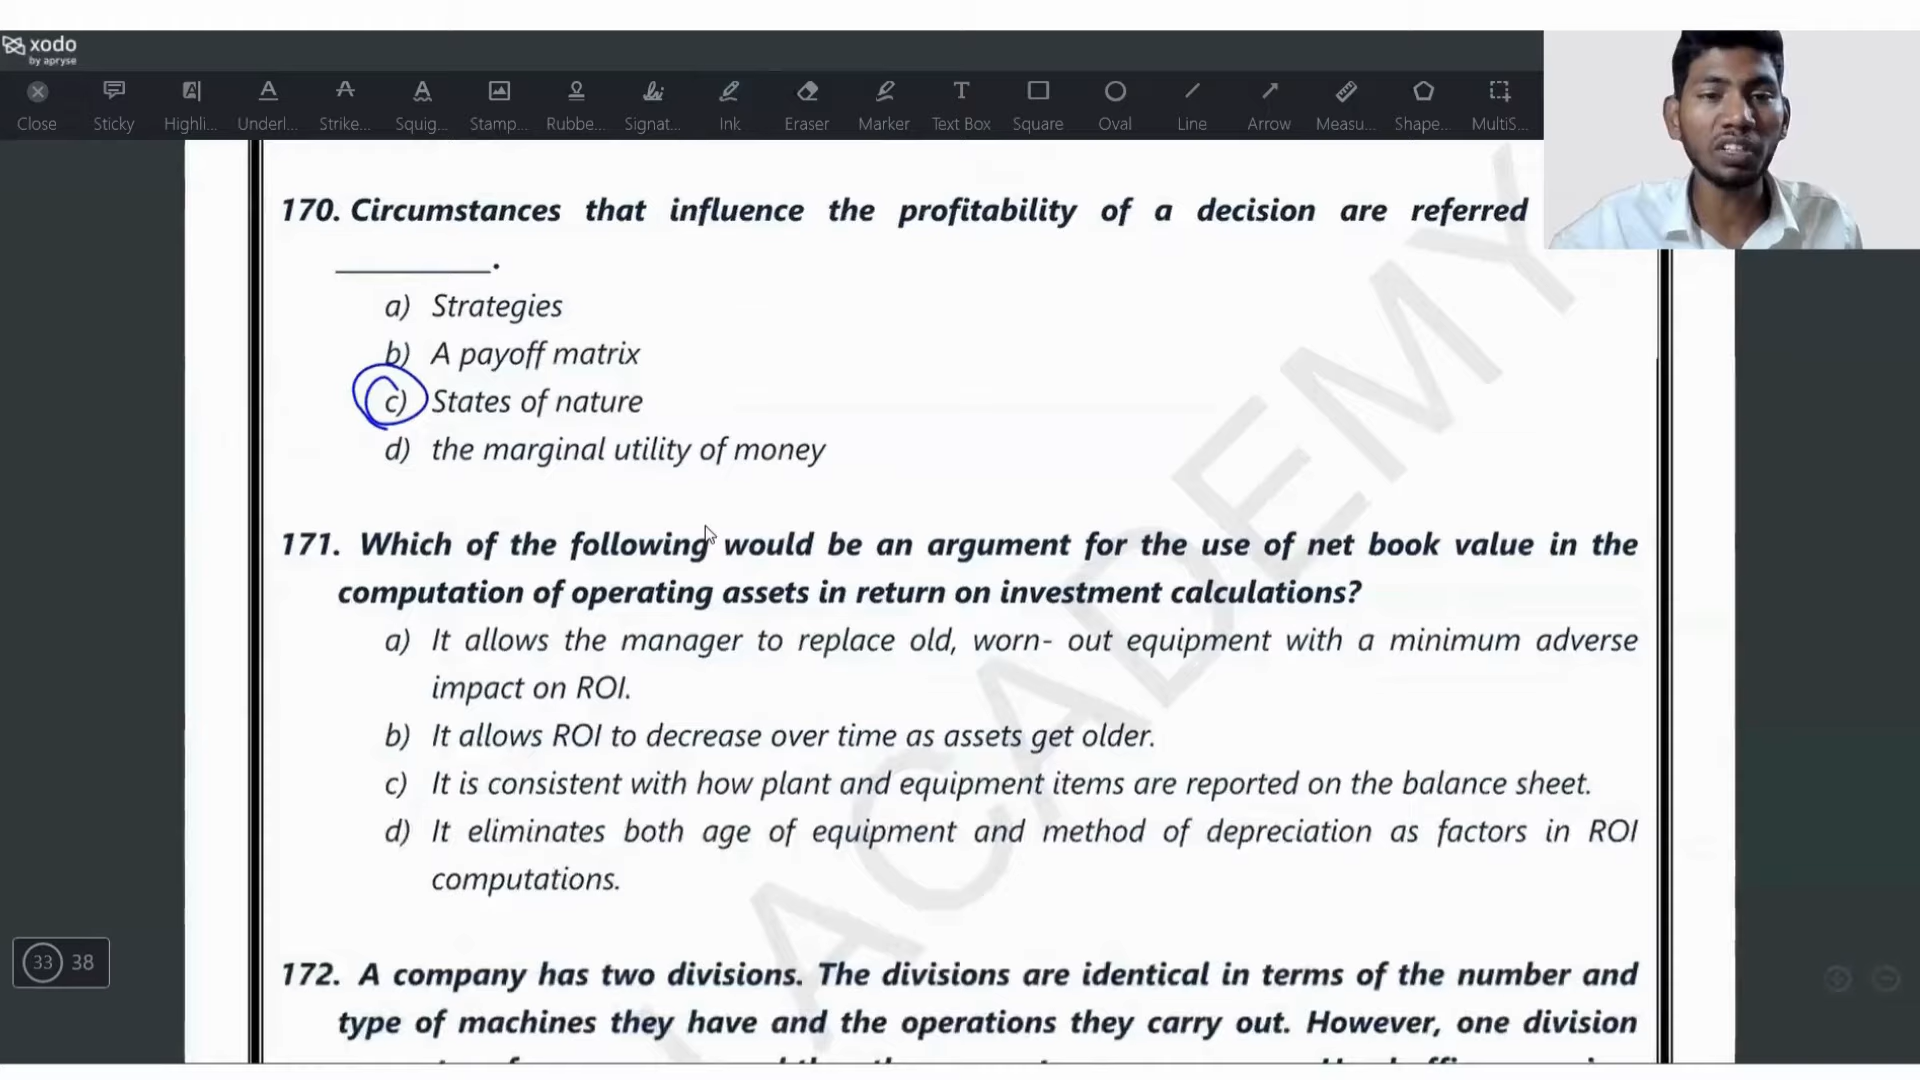 xodo
by apryse
Close
Sticky
Highli...
Underl...
Strike...
Squig...
Stamp...
Rubbe...
Signat...
Ink
Eraser
Marker
Text Box
Square
Oval
Line
Arrow
Measu...
Shape...
MultiS...
170. Circumstances that influence the profitability of a decision are referred
__________.
a) Strategies
b) A payoff matrix
c) States of nature
d) the marginal utility of money
171. Which of the following would be an argument for the use of net book value in the
computation of operating assets in return on investment calculations?
a) It allows the manager to replace old, worn- out equipment with a minimum adverse
impact on ROI.
b) It allows ROI to decrease over time as assets get older.
c) It is consistent with how plant and equipment items are reported on the balance sheet.
d) It eliminates both age of equipment and method of depreciation as factors in ROI
computations.
172. A company has two divisions. The divisions are identical in terms of the number and
type of machines they have and the operations they carry out. However, one division
33 38
ACADEMY